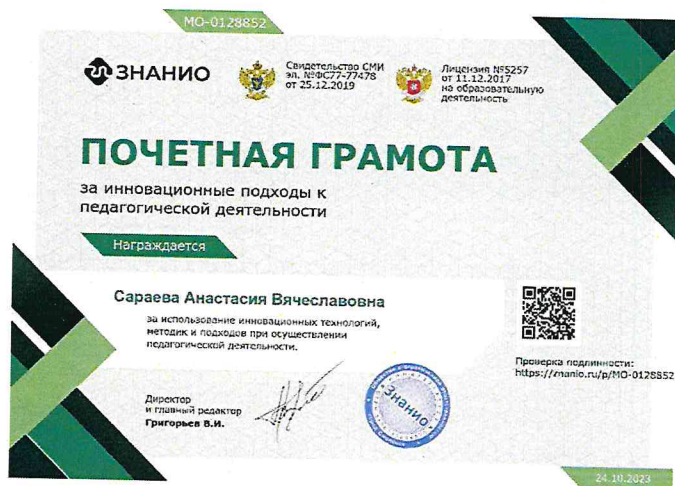 МО-0128852
ЗНАНИО
Свидетельство СМИ
эл. №ФС77-77478
от 25.12.2019
Лицензия №5257
от 11.12.2017
на образовательную
деятельность
ПОЧЕТНАЯ ГРАМОТА
за инновационные подходы к
педагогической деятельности
Награждается
Сараева Анастасия Вячеславовна
за использование инновационных технологий,
методик и подходов при осуществлении
педагогической деятельности.
Проверка подлинности:
https://znanio.ru/p/МО-0128852
Директор
и главный редактор
Григорьев В.И.
Знанио
24.10.2023